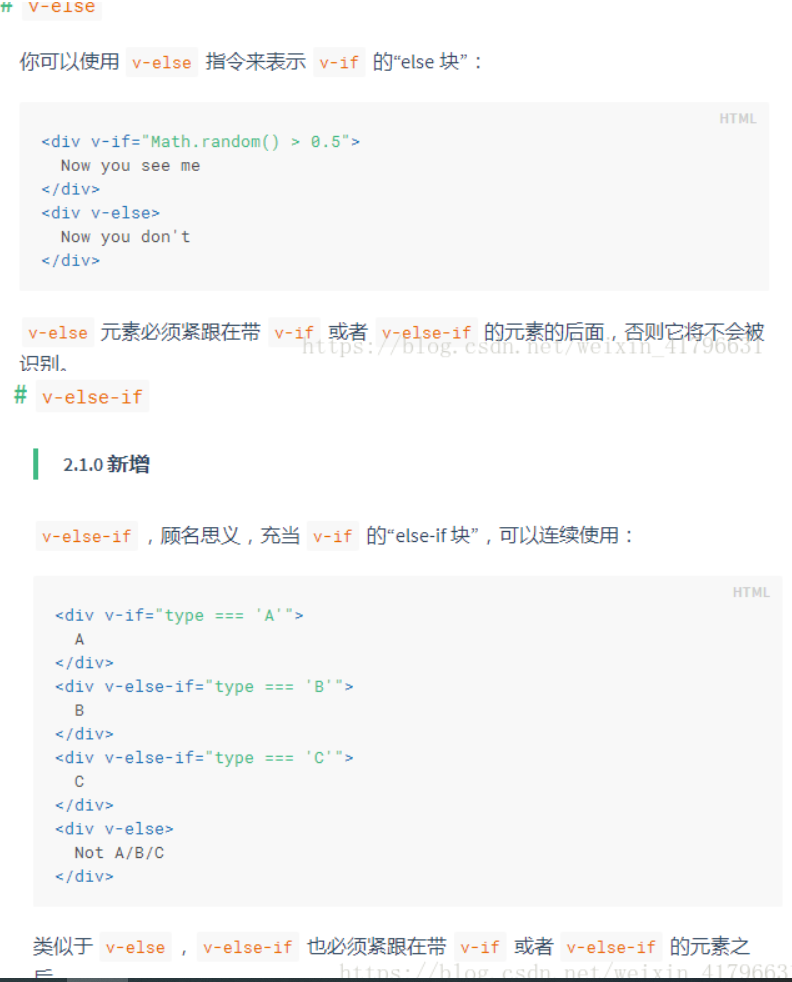 # v-else
你可以使用 v-else 指令来表示 v-if 的“else 块”：
HTML
<div v-if="Math.random() > 0.5">
  Now you see me
</div>
<div v-else>
  Now you don't
</div>
v-else 元素必须紧跟在带 v-if 或者 v-else-if 的元素的后面，否则它将不会被
https://blog.csdn.net/weixin_41796631
识别。
# v-else-if
2.1.0 新增
v-else-if ，顾名思义，充当 v-if 的“else-if 块”，可以连续使用：
HTML
<div v-if="type === 'A'">
  A
</div>
<div v-else-if="type === 'B'">
  B
</div>
<div v-else-if="type === 'C'">
  C
</div>
<div v-else>
  Not A/B/C
</div>
类似于 v-else ，v-else-if 也必须紧跟在带 v-if 或者 v-else-if 的元素之
后
https://blog.csdn.net/weixin_4179663